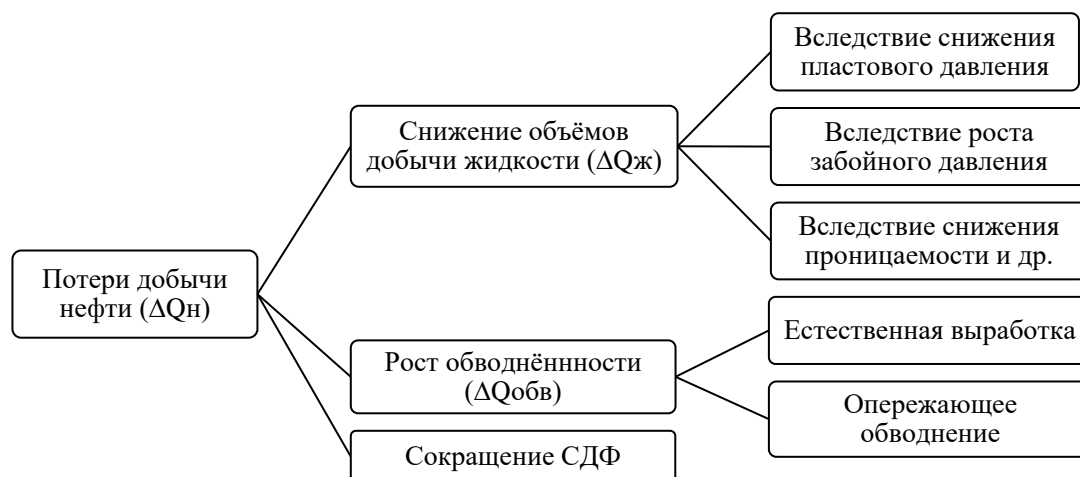 Потери добычи
нефти (ΔQн)
Снижение объёмов
добычи жидкости (ΔQж)
Вследствие снижения
пластового давления
Вследствие роста
забойного давления
Вследствие снижения
проницаемости и др.
Рост обводнённности
(ΔQобв)
Естественная выработка
Опережающее
обводнение
Сокращение СДФ